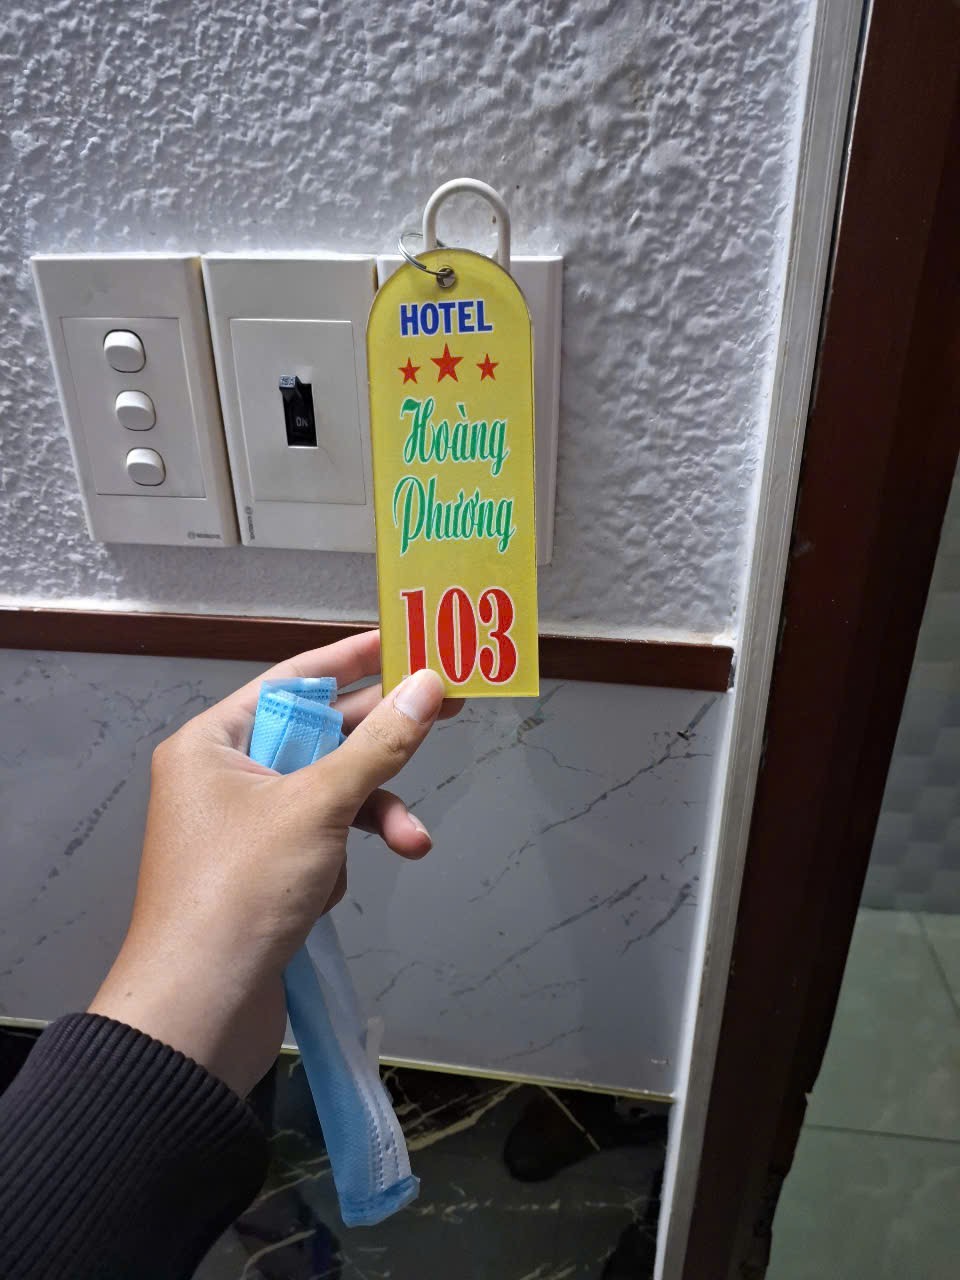 HOTEL
Hoàng
Phương
103
ON